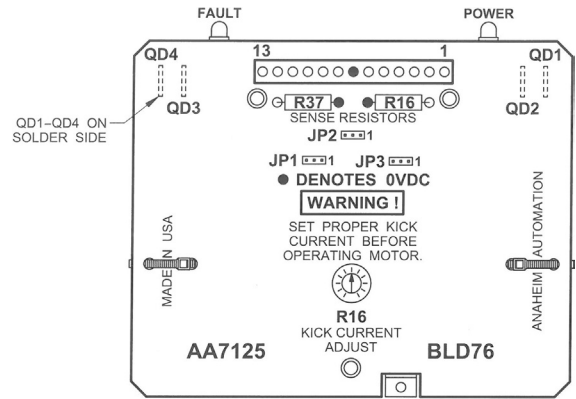 FAULT
POWER
QD4
13
1
QD1
QD3
R37
R16
QD2
SENSE RESISTORS
QD1-QD4 ON
SOLDER SIDE
JP2 1
JP1 1
JP3 1
DENOTES 0VDC
WARNING !
SET PROPER KICK
CURRENT BEFORE
OPERATING MOTOR.
MADE IN USA
ANAHEIM AUTOMATION
R16
KICK CURRENT
ADJUST
AA7125
BLD76